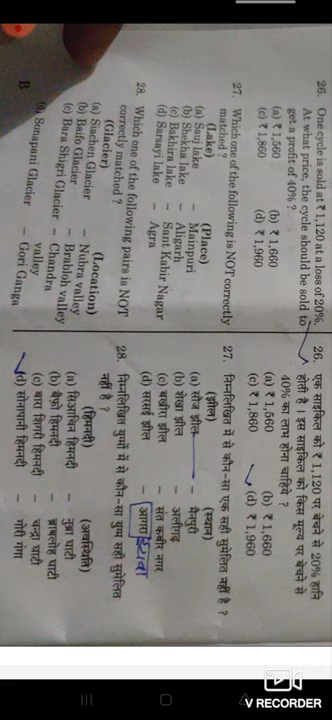 26. One cycle is sold at ₹ 1,120 at a loss of 20%.
At what price, the cycle should be sold to
get a profit of 40% ?
(a) ₹ 1,560 (b) ₹ 1,660
(c) ₹ 1,860 (d) ₹ 1,960
27. Which one of the following is NOT correctly
matched ?
(Lake) (Place)
(a) Sauj lake – Mainpuri
(b) Shekha lake – Aligarh
(c) Bakhira lake – Sant Kabir Nagar
(d) Sarsayi lake – Agra
28. Which one of the following pairs is NOT
correctly matched ?
(Glacier) (Location)
(a) Siachen Glacier – Nubra valley
(b) Baifo Glacier – Brabloh valley
(c) Bara Shigri Glacier – Chandra
valley
(d) Sonapani Glacier – Gori Ganga
B
26. एक साइकिल को ₹ 1,120 पर बेचने से 20% हानि
होती है । इस साइकिल को किस मूल्य पर बेचने से
40% का लाभ होना चाहिये ?
(a) ₹ 1,560 (b) ₹ 1,660
(c) ₹ 1,860 (d) ₹ 1,960
27. निम्नलिखित में से कौन-सा एक सही सुमेलित नहीं है ?
(झील) (स्थान)
(a) सौज झील – मैनपुरी
(b) शेखा झील – अलीगढ़
(c) बखीरा झील – संत कबीर नगर
(d) सरसई झील – आगरा इटावा
28. निम्नलिखित युग्मों में से कौन-सा युग्म सही सुमेलित
नहीं है ?
(हिमनदी) (अवस्थिति)
(a) सियाचिन हिमनदी – नुब्रा घाटी
(b) बैफ़ो हिमनदी – ब्राबलोह घाटी
(c) बारा शिगरी हिमनदी – चन्द्रा घाटी
(d) सोनापानी हिमनदी – गोरी गंगा
V RECORDER